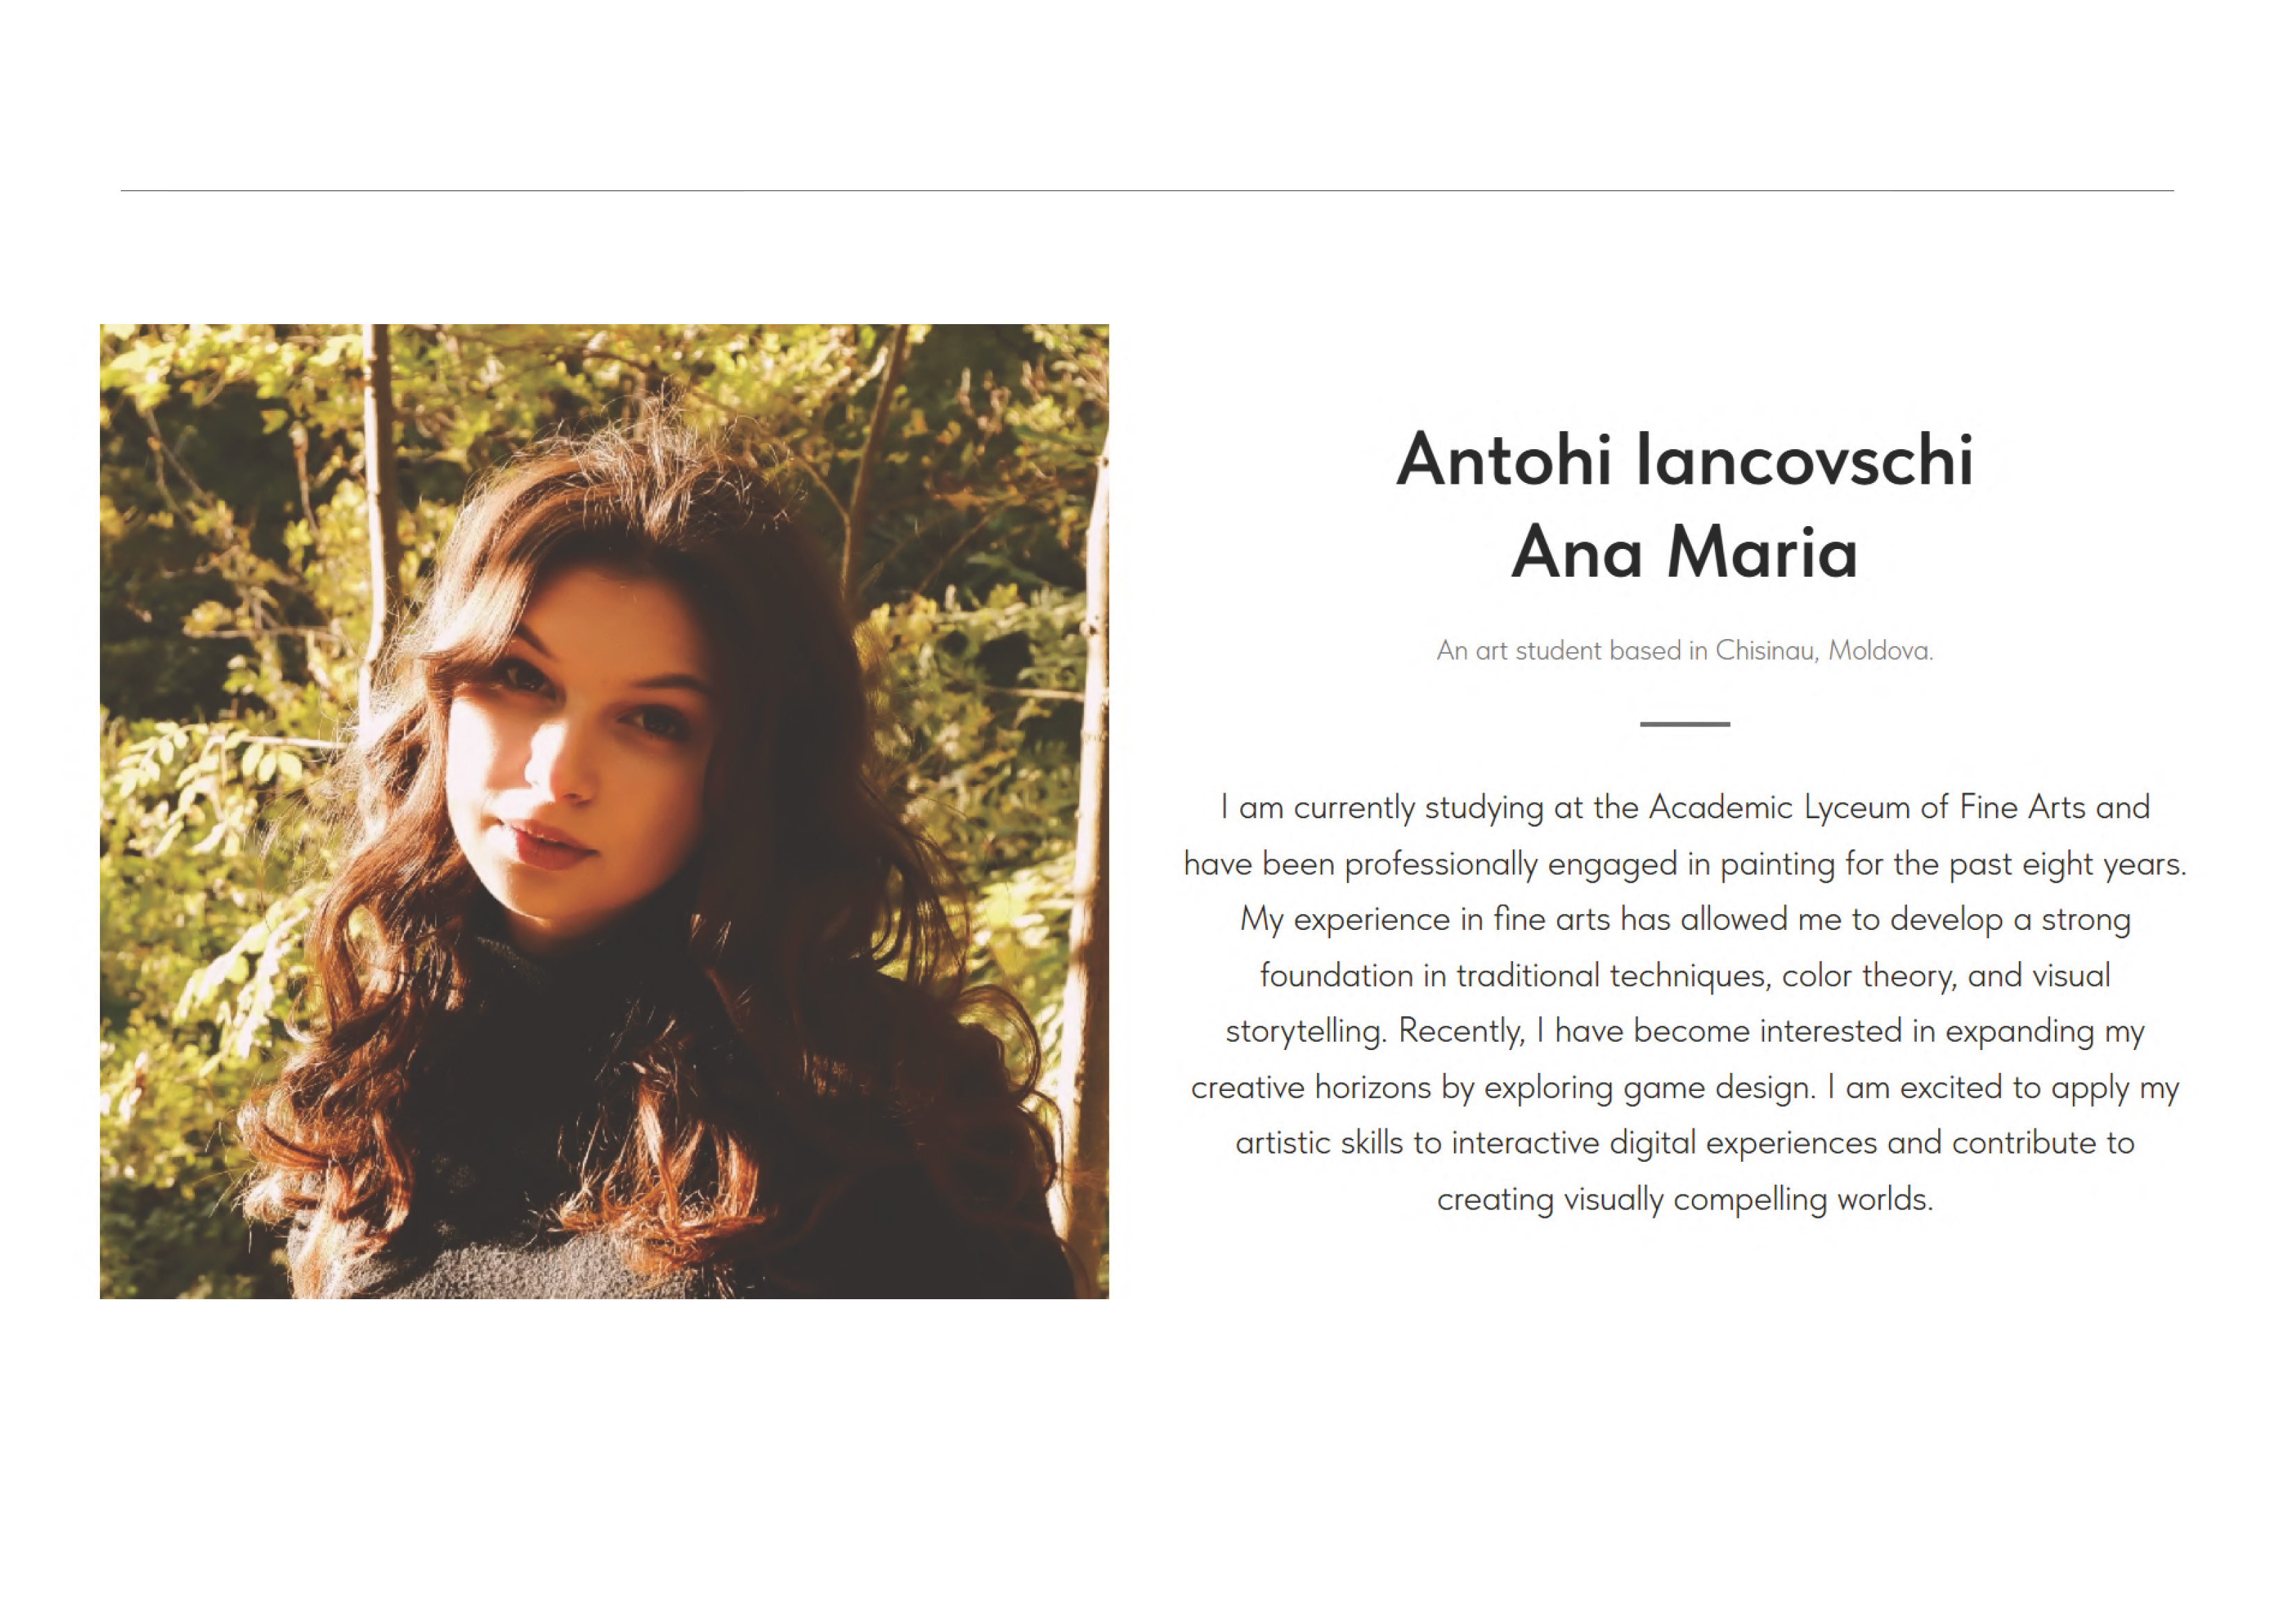 Antohi Iancovschi
Ana Maria
An art student based in Chisinau, Moldova.
I am currently studying at the Academic Lyceum of Fine Arts and
have been professionally engaged in painting for the past eight years.
My experience in fine arts has allowed me to develop a strong
foundation in traditional techniques, color theory, and visual
storytelling. Recently, I have become interested in expanding my
creative horizons by exploring game design. I am excited to apply my
artistic skills to interactive digital experiences and contribute to
creating visually compelling worlds.